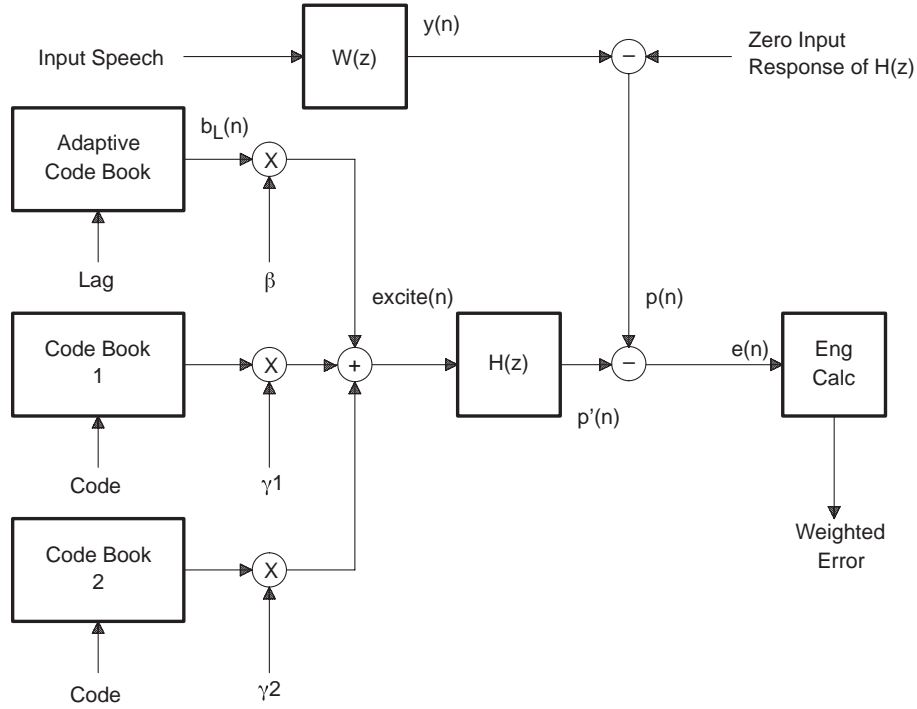 y(n)
Input Speech
W(z)
−
Zero Input
Response of H(z)
Adaptive
Code Book
bL(n)
X
Lag
β
excite(n)
p(n)
Code Book
1
X
+
H(z)
−
e(n)
Eng
Calc
p'(n)
Code
γ1
Code Book
2
X
Weighted
Error
Code
γ2